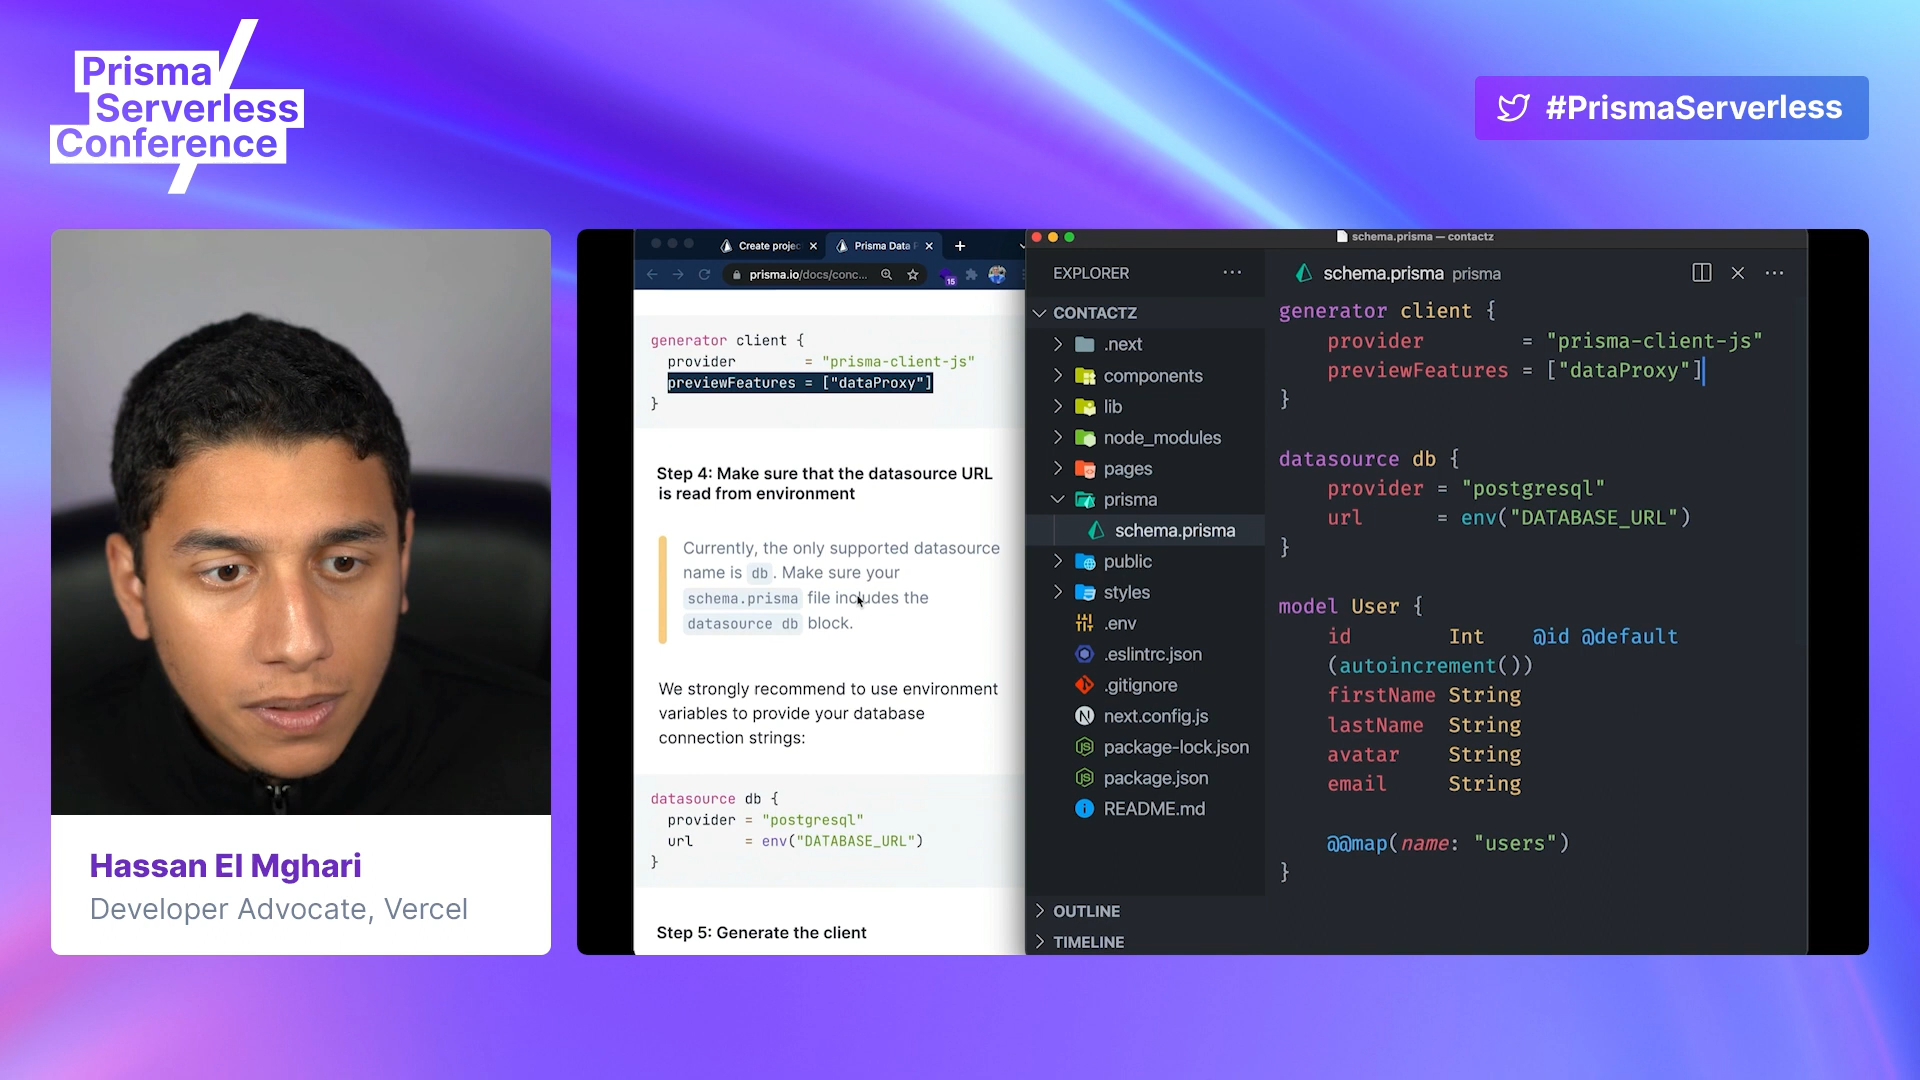 Prisma
Serverless
Conference
#PrismaServerless
Hassan El Mghari
Developer Advocate, Vercel
Create projec
Prisma Data P
prisma.io/docs/conc...
15
generator client {
provider = "prisma-client-js"
previewFeatures = ["dataProxy"]
}
Step 4: Make sure that the datasource URL
is read from environment
Currently, the only supported datasource
name is db. Make sure your
schema.prisma file includes the
datasource db block.
We strongly recommend to use environment
variables to provide your database
connection strings:
datasource db {
provider = "postgresql"
url = env("DATABASE_URL")
}
Step 5: Generate the client
schema.prisma — contactz
EXPLORER
CONTACTZ
.next
components
lib
node_modules
pages
prisma
schema.prisma
public
styles
.env
.eslintrc.json
.gitignore
next.config.js
package-lock.json
package.json
README.md
OUTLINE
TIMELINE
schema.prisma prisma
generator client {
provider = "prisma-client-js"
previewFeatures = ["dataProxy"]
}
datasource db {
provider = "postgresql"
url = env("DATABASE_URL")
}
model User {
id Int @id @default
(autoincrement())
firstName String
lastName String
avatar String
email String
@@map(name: "users")
}